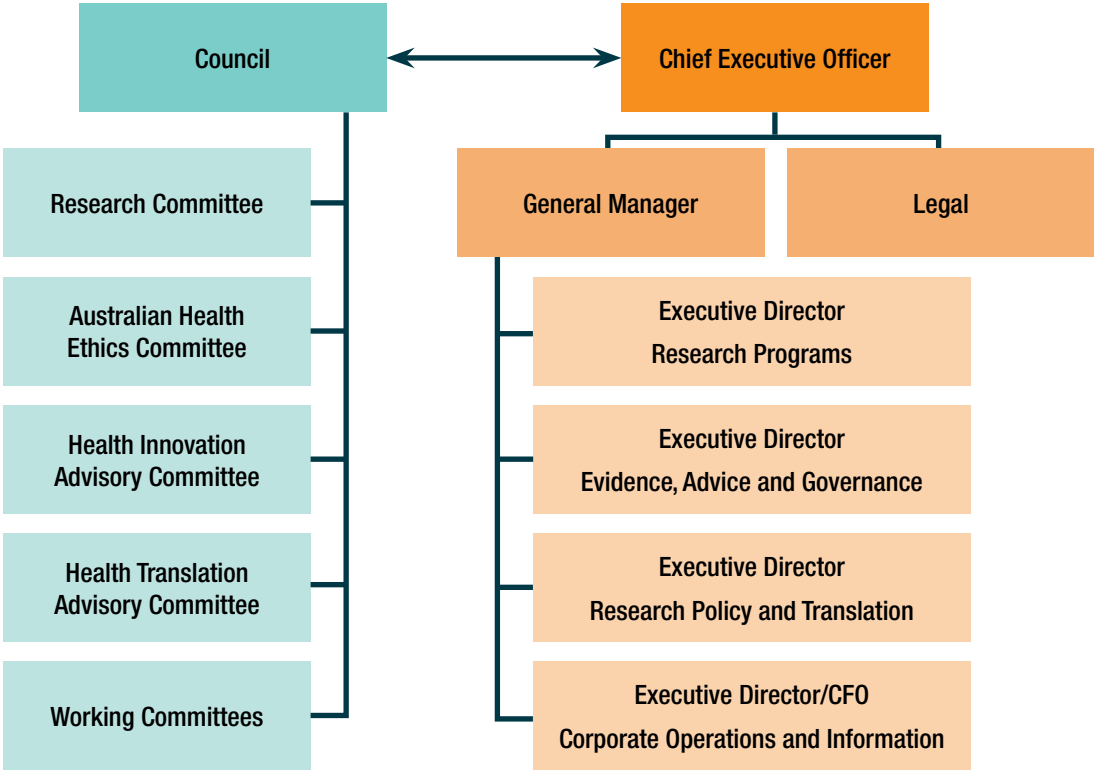 Council
Chief Executive Officer
Research Committee
Australian Health
Ethics Committee
Health Innovation
Advisory Committee
Health Translation
Advisory Committee
Working Committees
General Manager
Legal
Executive Director
Research Programs
Executive Director
Evidence, Advice and Governance
Executive Director
Research Policy and Translation
Executive Director/CFO
Corporate Operations and Information